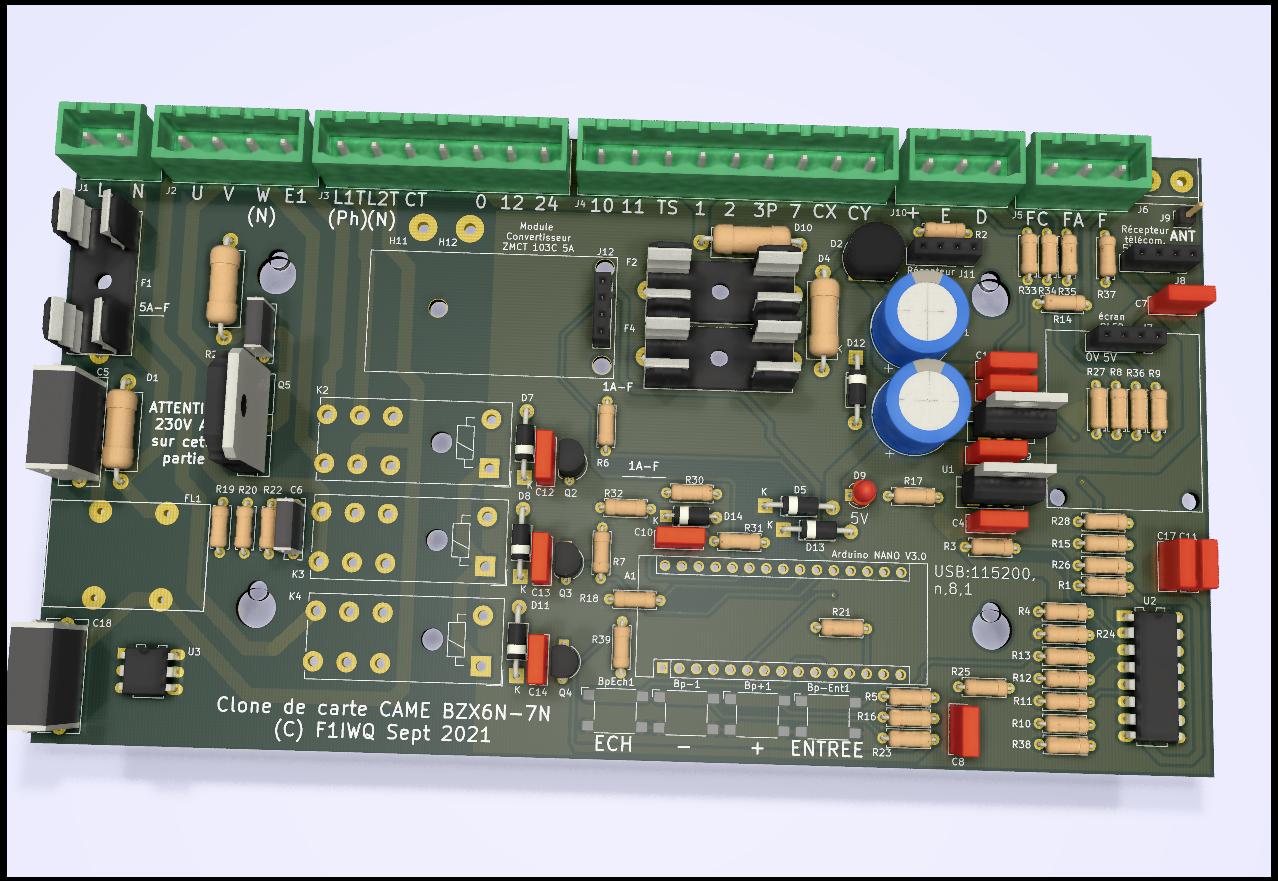 J1 L N J2 U V W E1 J3 L1T L2T CT 0 12 24 J4 10 11 TS 1 2 3P 7 CX CY J10 + E D J5 FC FA F J6 J9
(N) (Ph)(N)
H11 H12
Module
Convertisseur
ZMCT 103C 5A
J12
D10
D2
R2
J11
Récepteur
télécom.
ANT
J8
F1
5A-F
F2
F4
D4
R33 R34 R35
R37
R14
C7
écran
0V 5V
C5
D1
Q5
K2
1A-F
D12
R27 R8 R36 R9
ATTENTI
230V A
sur cet
partie
D7
R6
C12
Q2
1A-F
U1
FL1
R19 R20 R22 C6
D8
R32
R30
D14
D5
D9
5V
R17
K3
C13
Q3
R7
C10
R31
D13
C4
R3
R28
R15
R26
R1
C17 C11
Arduino NANO V3.0
A1
USB:115200,
n,8,1
K4
D11
R18
R21
R39
C14
Q4
U2
R4
R24
R13
R12
R11
R10
R38
C18
U3
BpEch1 Bp-1 Bp+1 Bp-Ent1
R5
R16
R23
R25
C8
K
K
K
K
K
K
K
Clone de carte CAME BZX6N-7N
(C) F1IWQ Sept 2021
ECH - + ENTREE